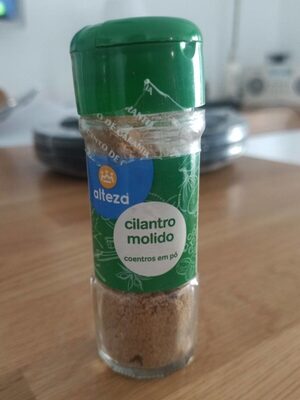 alteza
cilantro
molido
coentros em pó